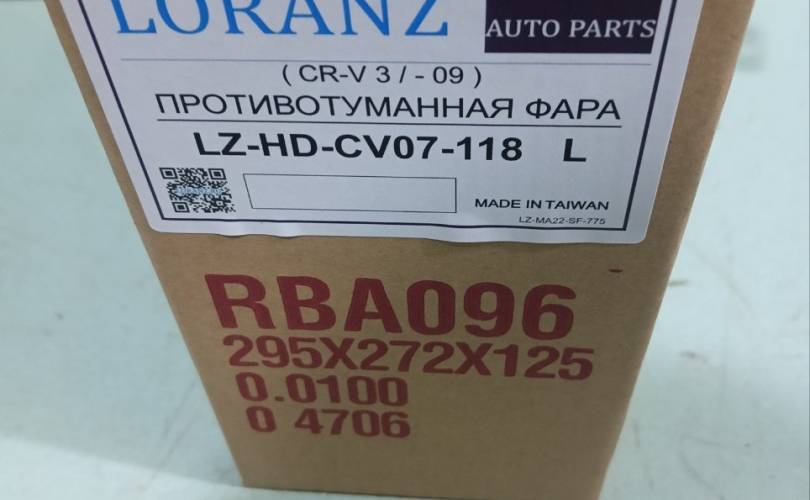 LORANZ
AUTO PARTS
( CR-V 3 / - 09 )
ПРОТИВОТУМАННАЯ ФАРА
LZ-HD-CV07-118 L
MADE IN TAIWAN
LZ-MA22-SF-775
RBA096
295X272X125
0.0100
0 4706